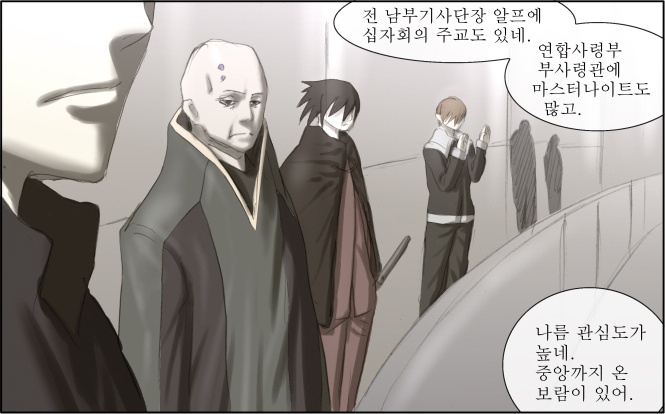 전 남부기사단장 알프에
십자회의 주교도 있네.
연합사령부
부사령관에
마스터나이트도
많고.
나름 관심도가
높네.
중앙까지 온
보람이 있어.